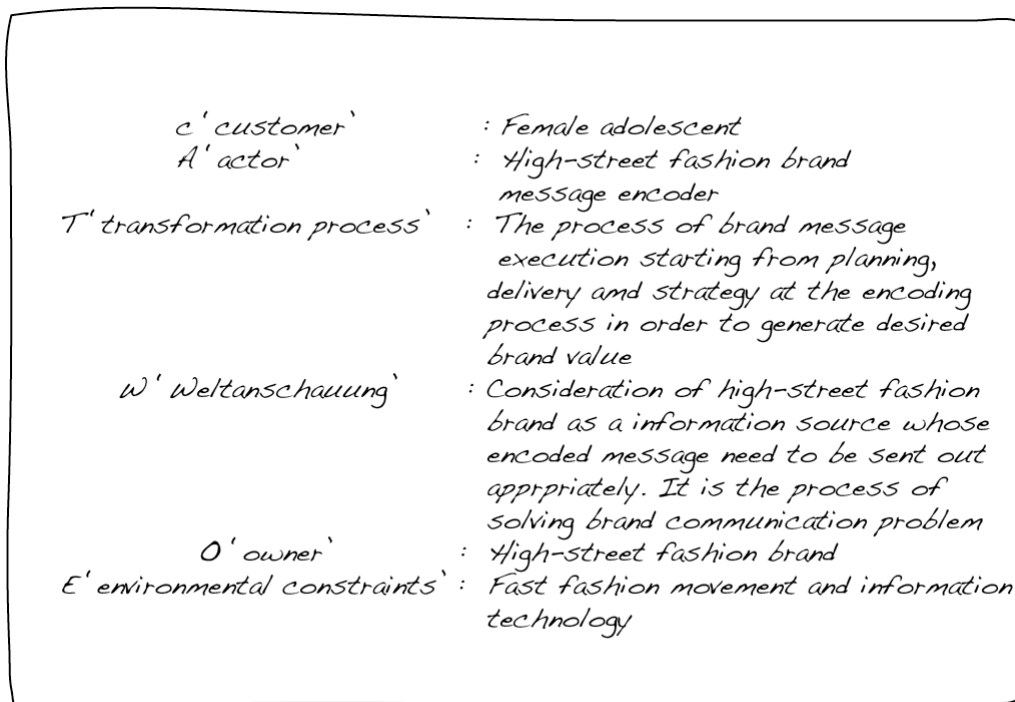 c ' customer ` : Female adolescent
A ' actor ` : High-street fashion brand
message encoder
T ' transformation process ` : The process of brand message
execution starting from planning,
delivery amd strategy at the encoding
process in order to generate desired
brand value
W ' Weltanschauung ` : Consideration of high-street fashion
brand as a information source whose
encoded message need to be sent out
apprpriately. It is the process of
solving brand communication problem
O ' owner ` : High-street fashion brand
E ' environmental constraints ` : Fast fashion movement and information
technology